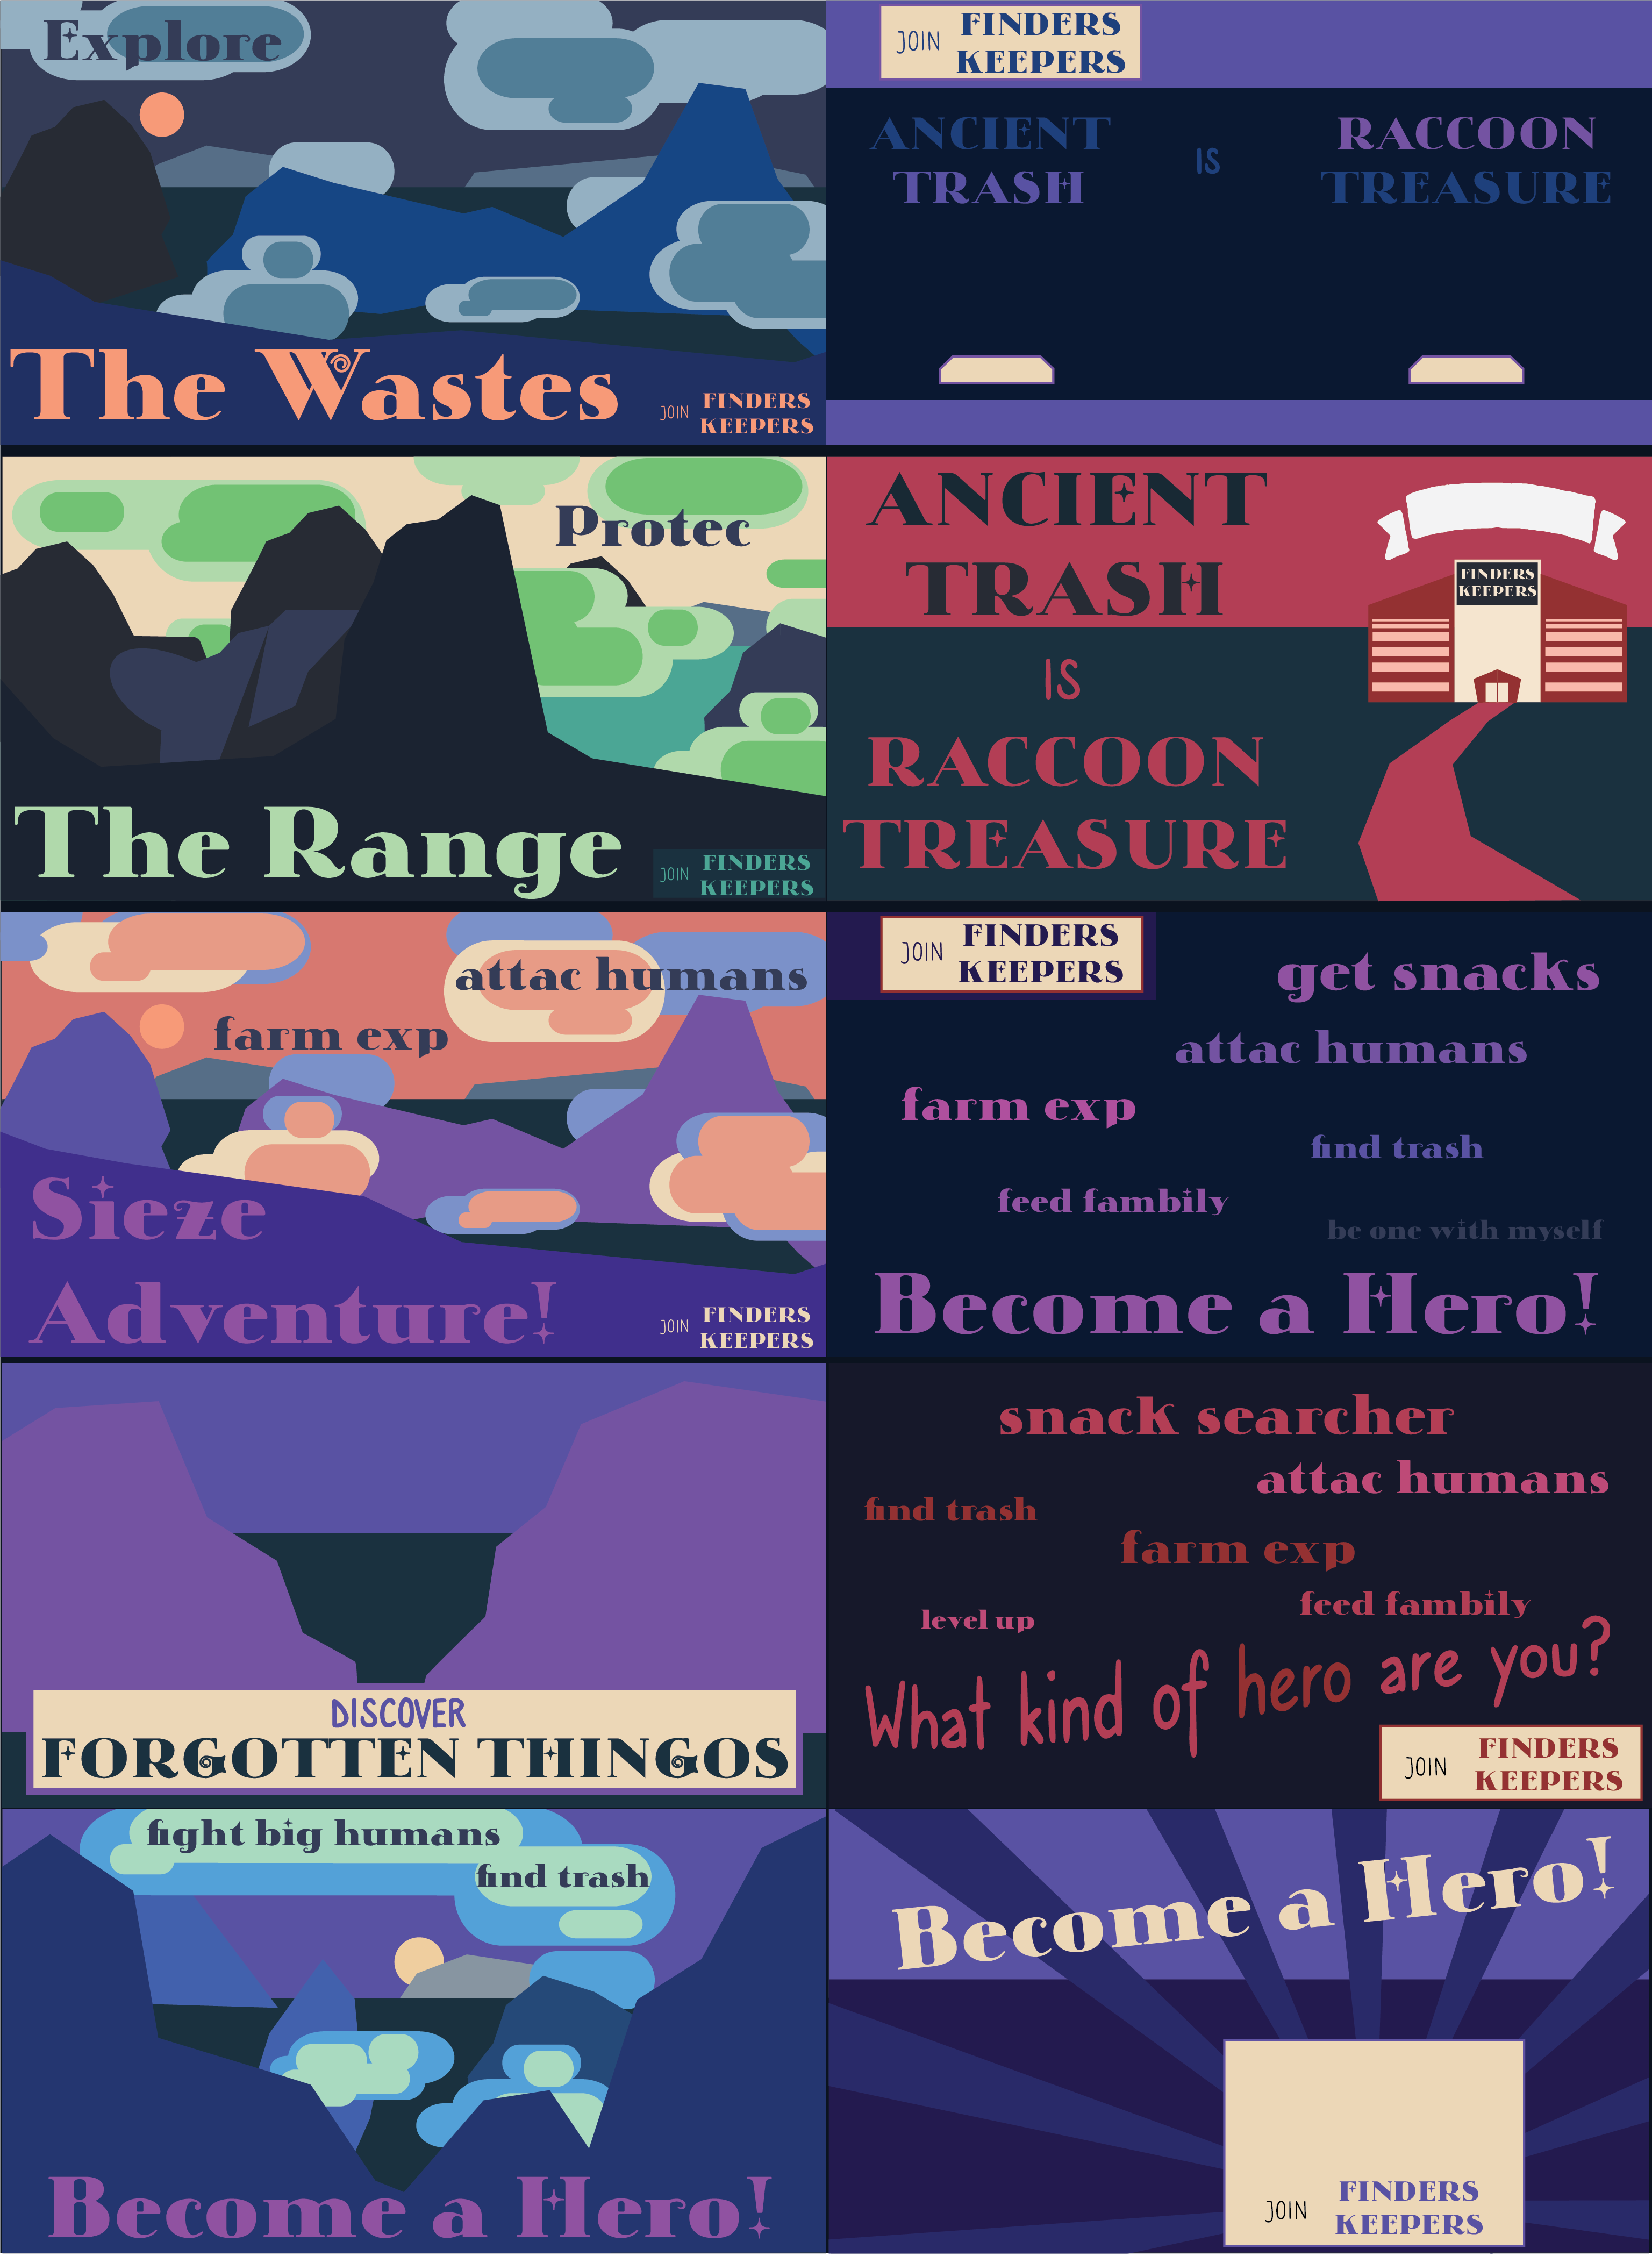 Explore
The Wastes
JOIN
FINDERS
KEEPERS
JOIN
FINDERS
KEEPERS
ANCIENT
TRASH
IS
RACCOON
TREASURE
Protec
The Range
JOIN
FINDERS
KEEPERS
ANCIENT
TRASH
IS
RACCOON
TREASURE
FINDERS
KEEPERS
attac humans
farm exp
Sieze
Adventure!
JOIN
FINDERS
KEEPERS
JOIN
FINDERS
KEEPERS
get snacks
attac humans
farm exp
find trash
feed fambily
be one with myself
Become a Hero!
DISCOVER
FORGOTTEN THINGOS
snack searcher
attac humans
find trash
farm exp
feed fambily
level up
What kind of hero are you?
JOIN
FINDERS
KEEPERS
fight big humans
find trash
Become a Hero!
Become a Hero!
JOIN
FINDERS
KEEPERS